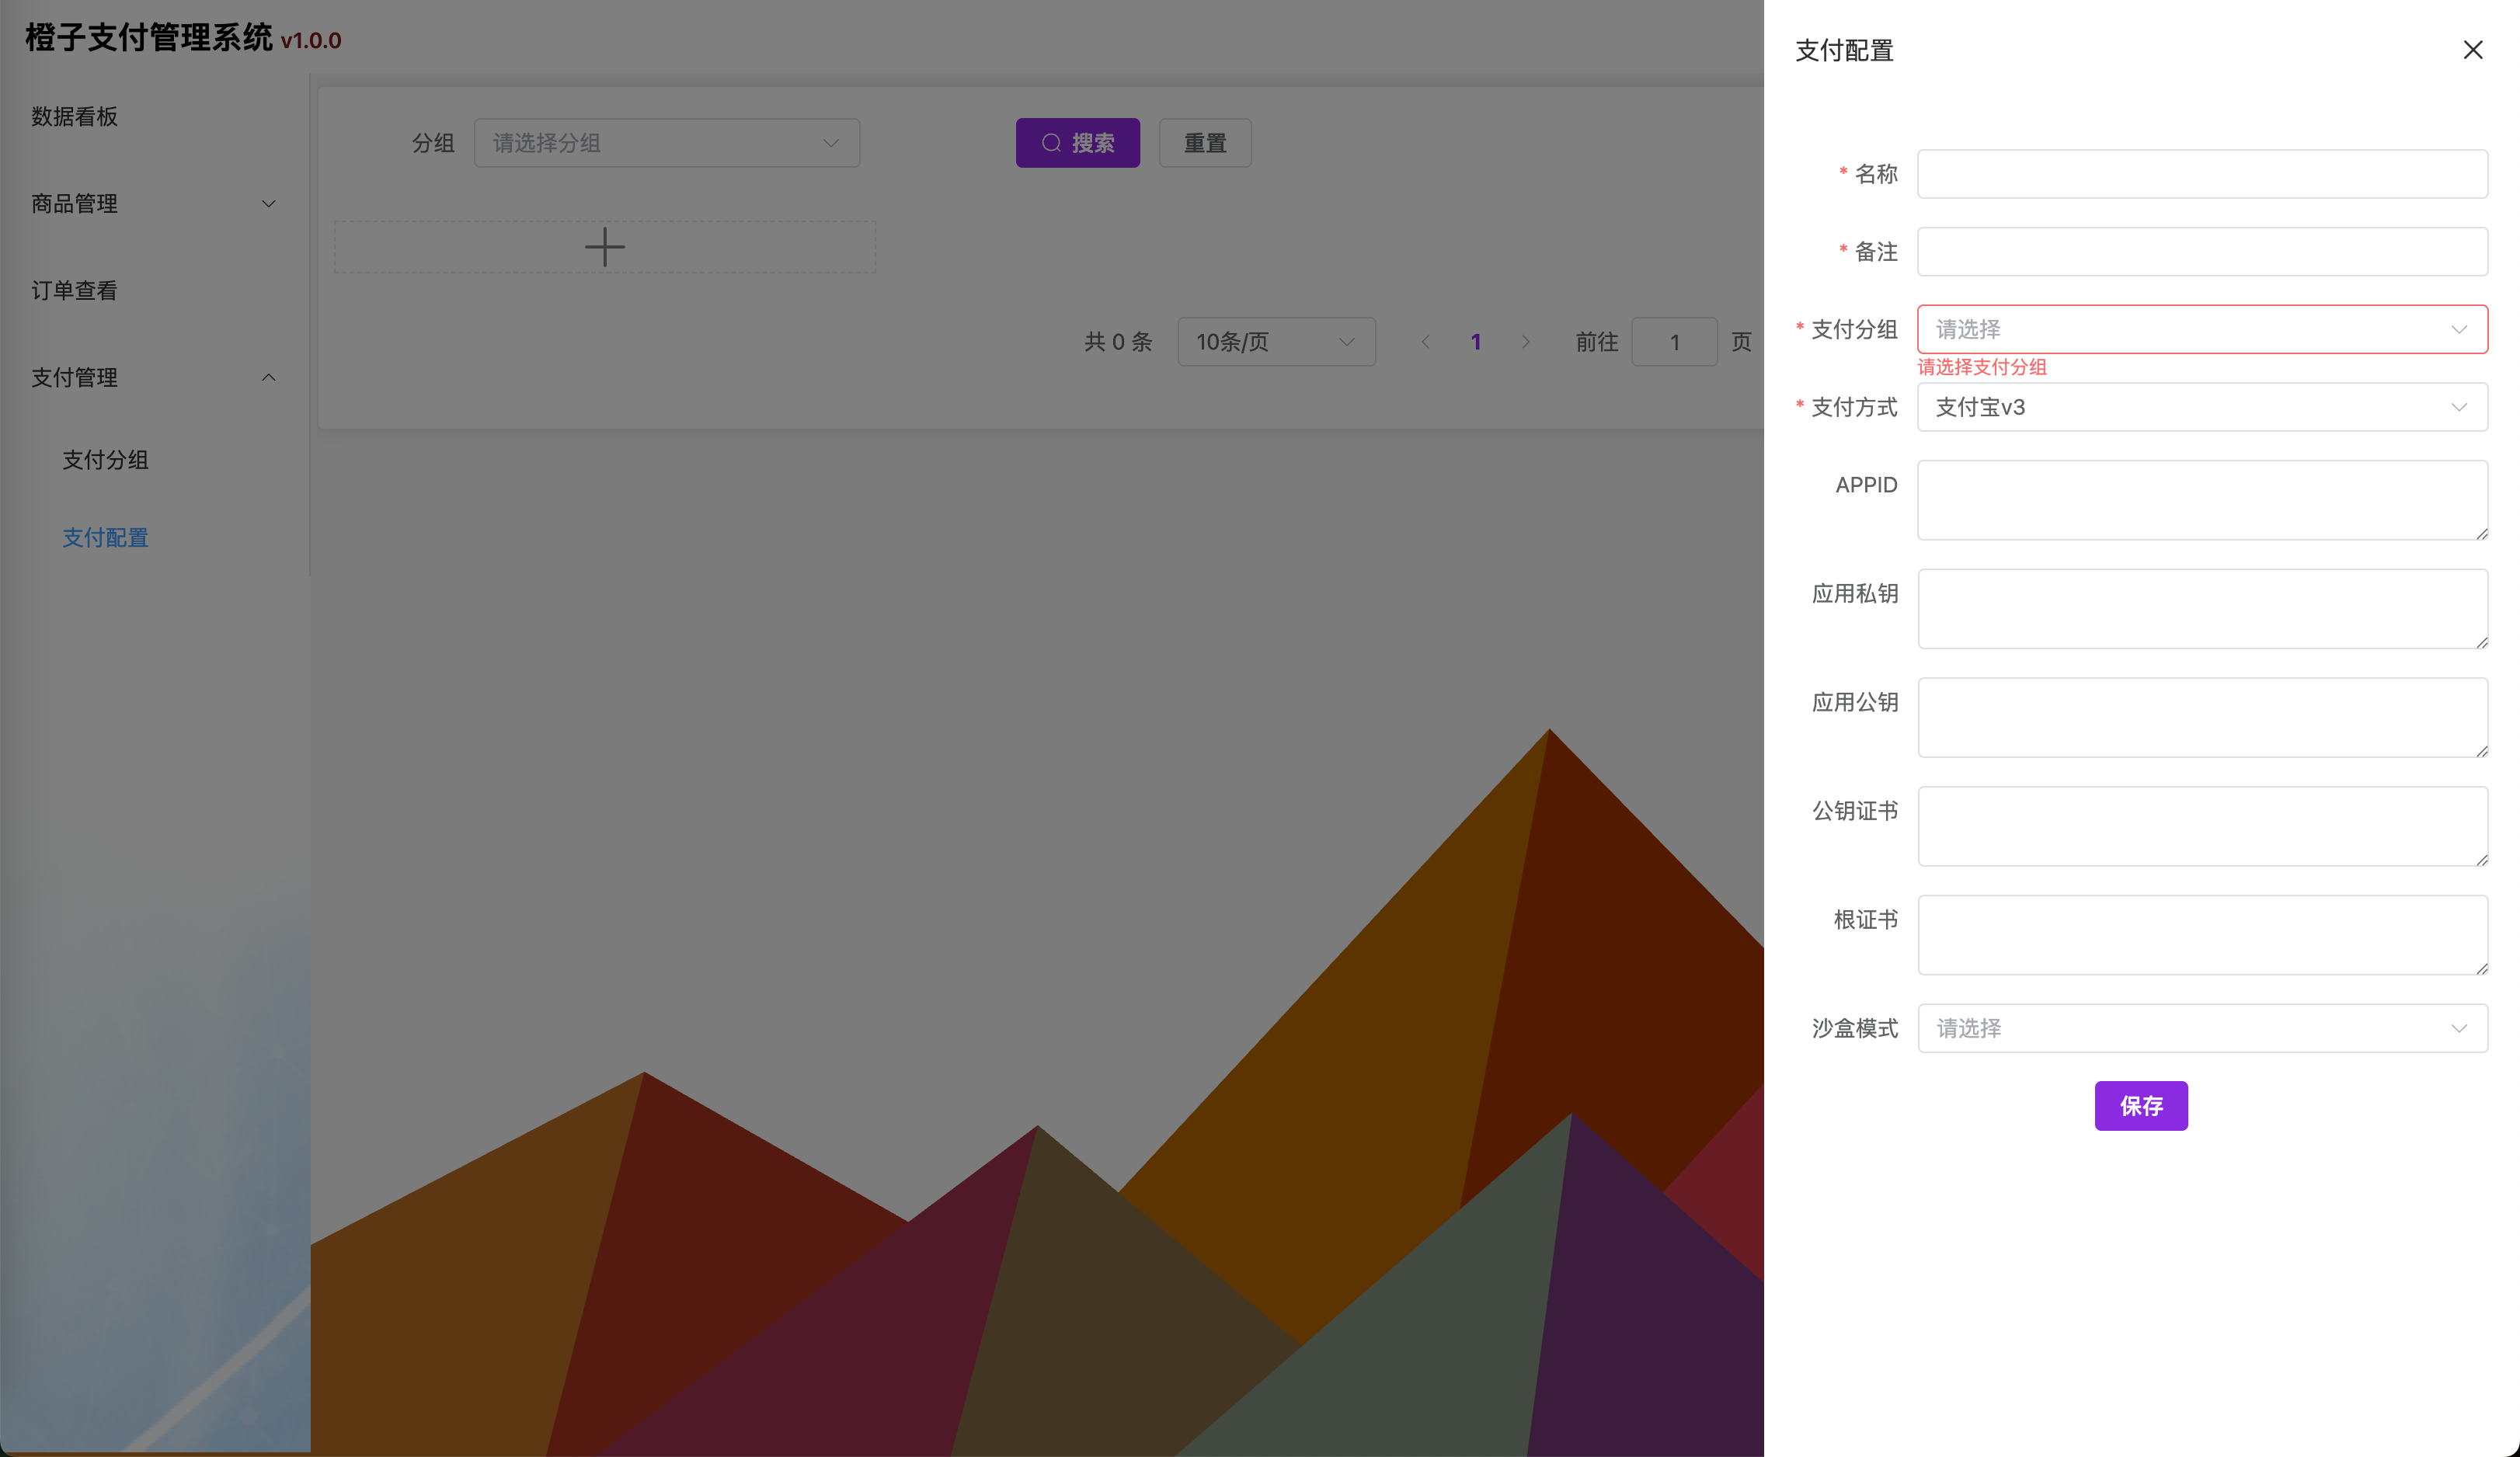 橙子支付管理系统 v1.0.0
数据看板
商品管理
订单查看
支付管理
支付分组
支付配置
分组 请选择分组 搜索 重置
共 0 条 10条/页 1 前往 1 页
支付配置
* 名称
* 备注
* 支付分组 请选择
请选择支付分组
* 支付方式 支付宝v3
APPID
应用私钥
应用公钥
公钥证书
根证书
沙盒模式 请选择
保存